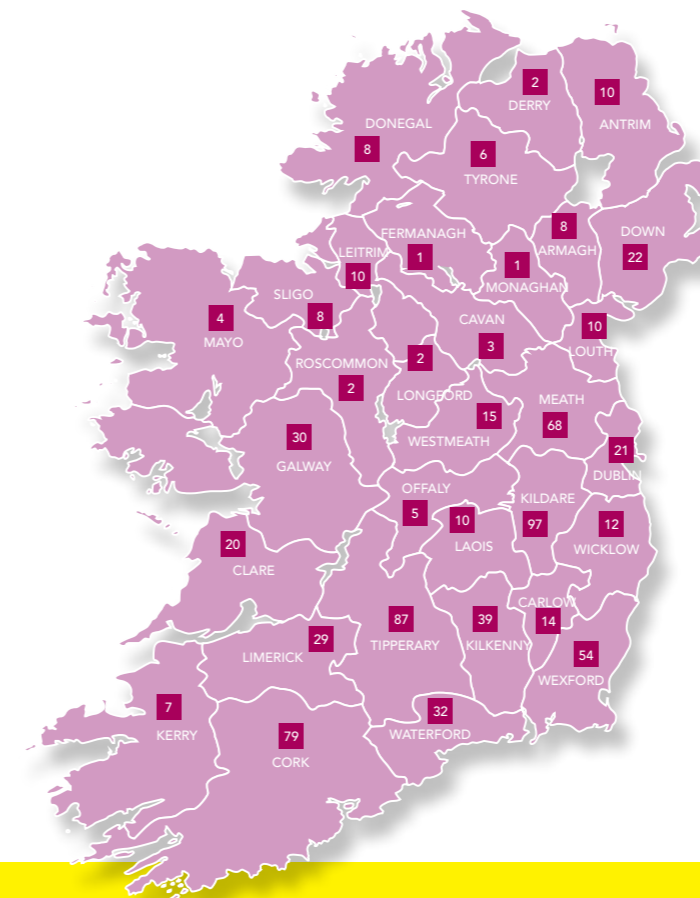 2
DERRY
10
ANTRIM
DONEGAL
8
6
TYRONE
8
ARMAGH
DOWN
22
FERMANAGH
1
LEITRIM
10
1
MONAGHAN
SLIGO
8
4
MAYO
CAVAN
3
10
LOUTH
ROSCOMMON
2
2
LONGFORD
15
WESTMEATH
MEATH
68
30
GALWAY
21
DUBLIN
OFFALY
5
10
LAOIS
KILDARE
97
12
WICKLOW
20
CLARE
CARLOW
14
87
TIPPERARY
39
KILKENNY
29
LIMERICK
54
WEXFORD
7
KERRY
32
WATERFORD
79
CORK